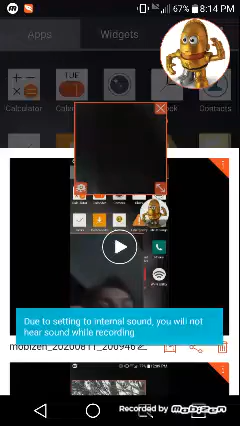 67% 8:14 PM
Apps Widgets
Calculator
Contacts
Due to setting to internal sound, you will not
hear sound while recording
mobizen_20200811_200946
Recorded by mobizen